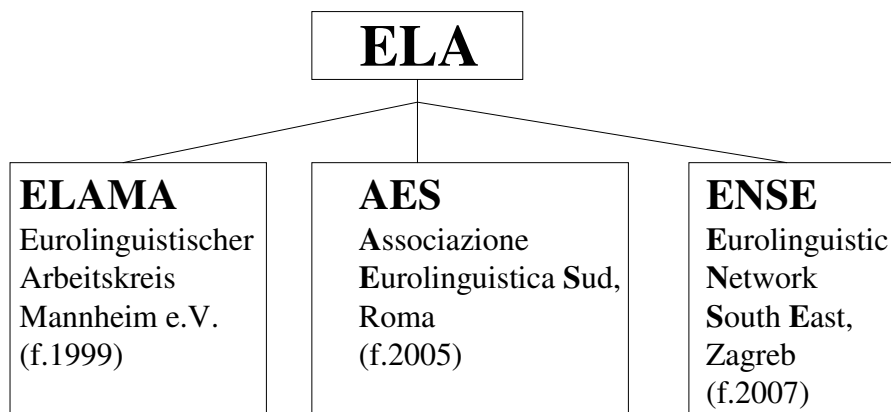 ELA
ELAMA
Eurolinguistischer
Arbeitskreis
Mannheim e.V.
(f.1999)
AES
Associazione
Eurolinguistica Sud,
Roma
(f.2005)
ENSE
Eurolinguistic
Network
South East,
Zagreb
(f.2007)